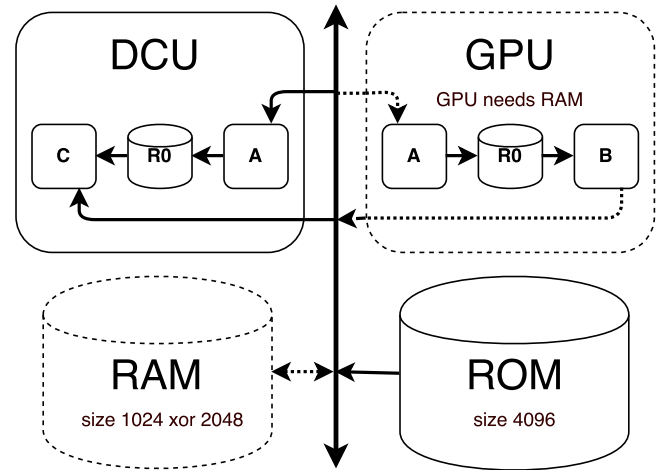 DCU
GPU
GPU needs RAM
C
R0
A
A
R0
B
RAM
size 1024 xor 2048
ROM
size 4096